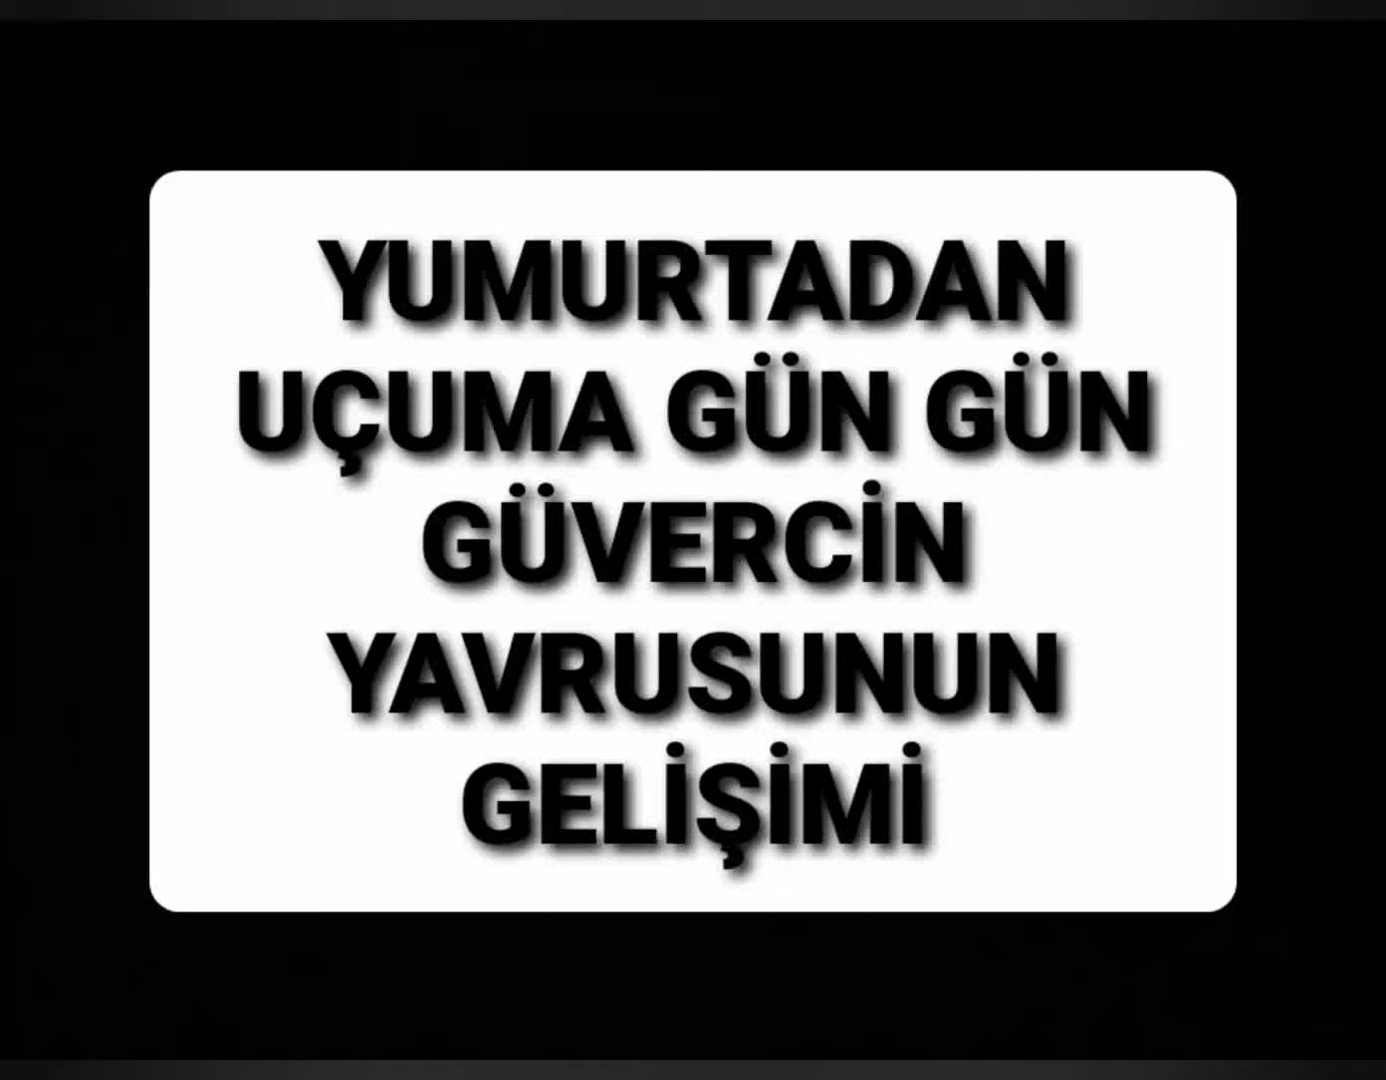 YUMURTADAN
UÇUMA GÜN GÜN
GÜVERCİN
YAVRUSUNUN
GELİŞİMİ